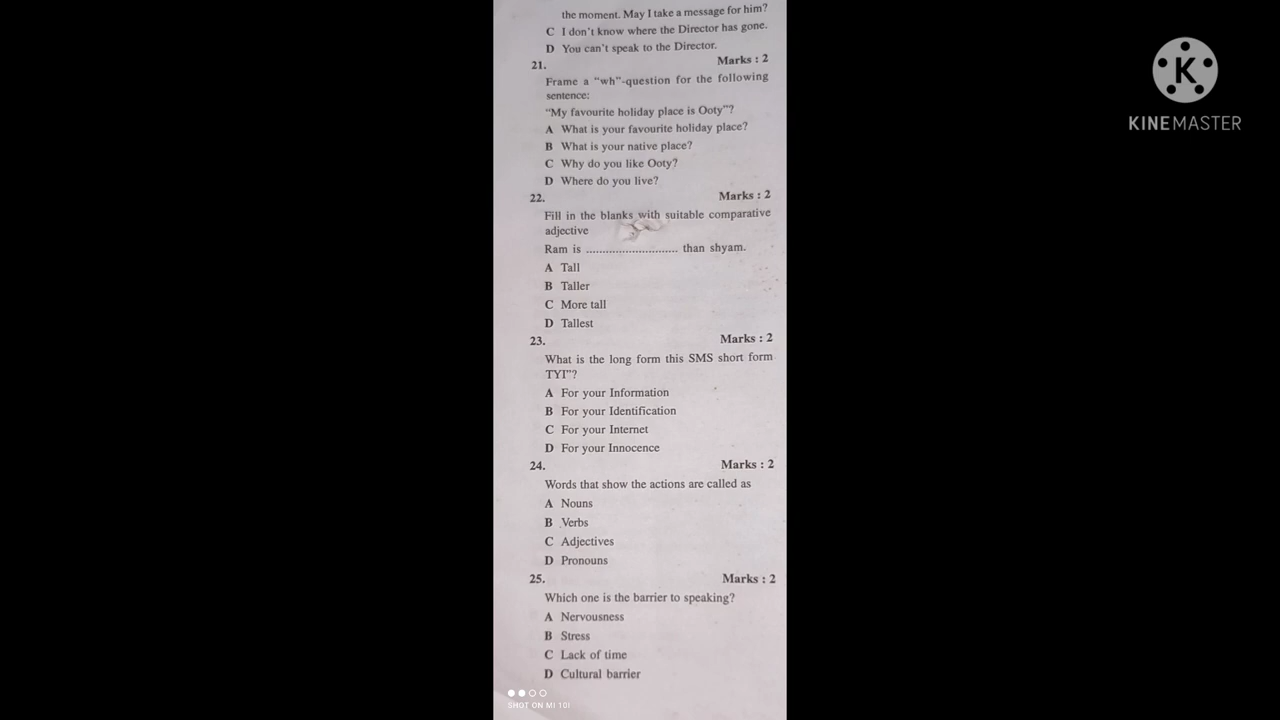 the moment. May I take a message for him?
C I don't know where the Director has gone.
D You can't speak to the Director.
21. Marks : 2
Frame a "wh"-question for the following
sentence:
"My favourite holiday place is Ooty"?
A What is your favourite holiday place?
B What is your native place?
C Why do you like Ooty?
D Where do you live?
22. Marks : 2
Fill in the blanks with suitable comparative
adjective
Ram is ............................ than shyam.
A Tall
B Taller
C More tall
D Tallest
23. Marks : 2
What is the long form this SMS short form
TYI"?
A For your Information
B For your Identification
C For your Internet
D For your Innocence
24. Marks : 2
Words that show the actions are called as
A Nouns
B Verbs
C Adjectives
D Pronouns
25. Marks : 2
Which one is the barrier to speaking?
A Nervousness
B Stress
C Lack of time
D Cultural barrier
SHOT ON MI 10I
K
KINEMASTER